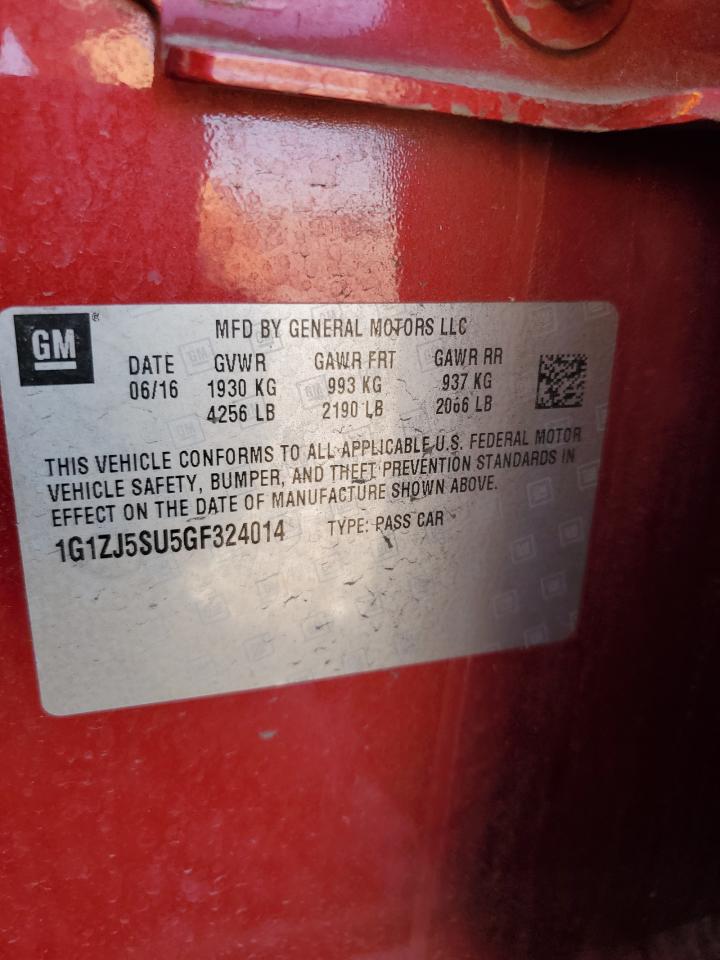 GM
MFD BY GENERAL MOTORS LLC
DATE GVWR GAWR FRT GAWR RR
06/16 1930 KG 993 KG 937 KG
4256 LB 2190 LB 2066 LB
THIS VEHICLE CONFORMS TO ALL APPLICABLE U.S. FEDERAL MOTOR
VEHICLE SAFETY, BUMPER, AND THEFT PREVENTION STANDARDS IN
EFFECT ON THE DATE OF MANUFACTURE SHOWN ABOVE.
1G1ZJ5SU5GF324014 TYPE: PASS CAR